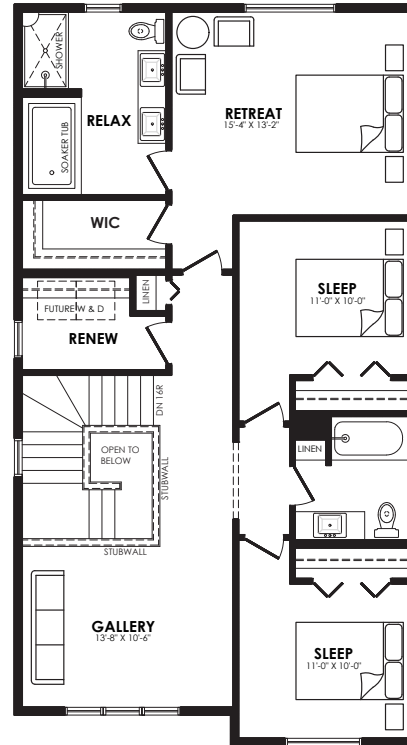 SHOWER
RELAX
SOAKER TUB
RETREAT
15'-4" X 13'-2"
WIC
SLEEP
11'-0" X 10'-0"
LINEN
FUTURE W & D
RENEW
DN 16R
OPEN TO
BELOW
STUBWALL
STUBWALL
LINEN
GALLERY
13'-8" X 10'-6"
SLEEP
11'-0" X 10'-0"